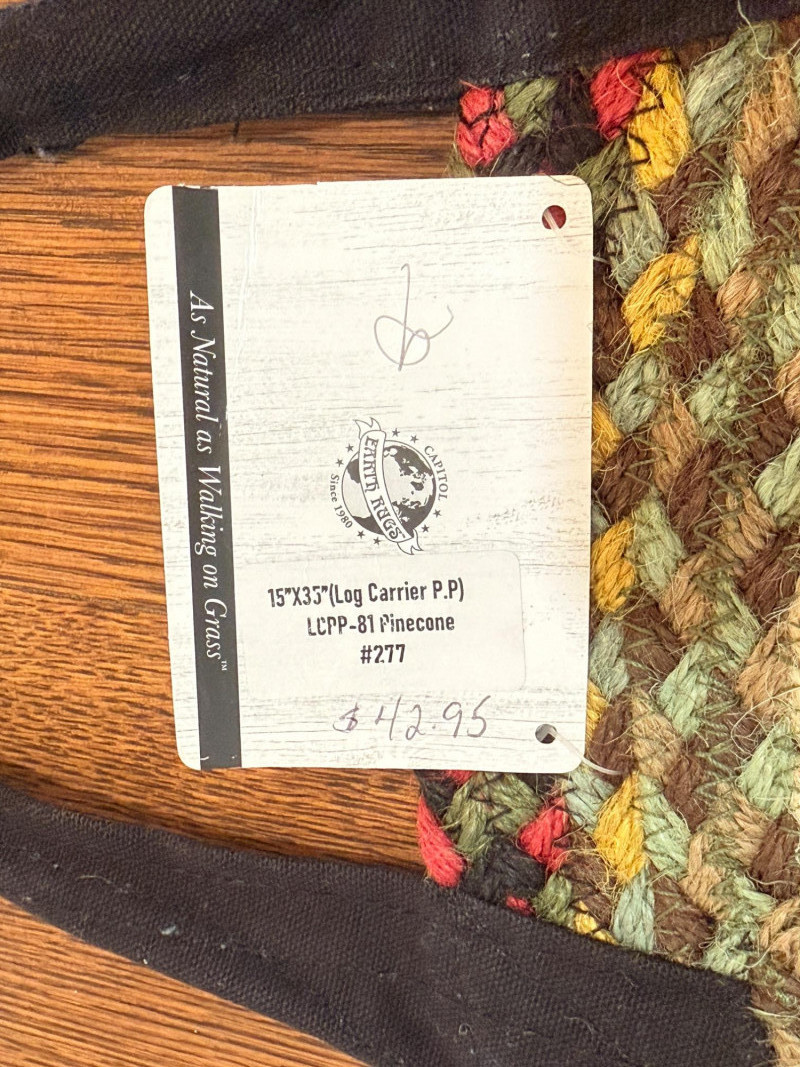 As Natural as Walking on Grass™
CAPITOL
EARTH RUGS
Since 1980
15"X35"(Log Carrier P.P)
LCPP-81 Pinecone
#277
$42.95